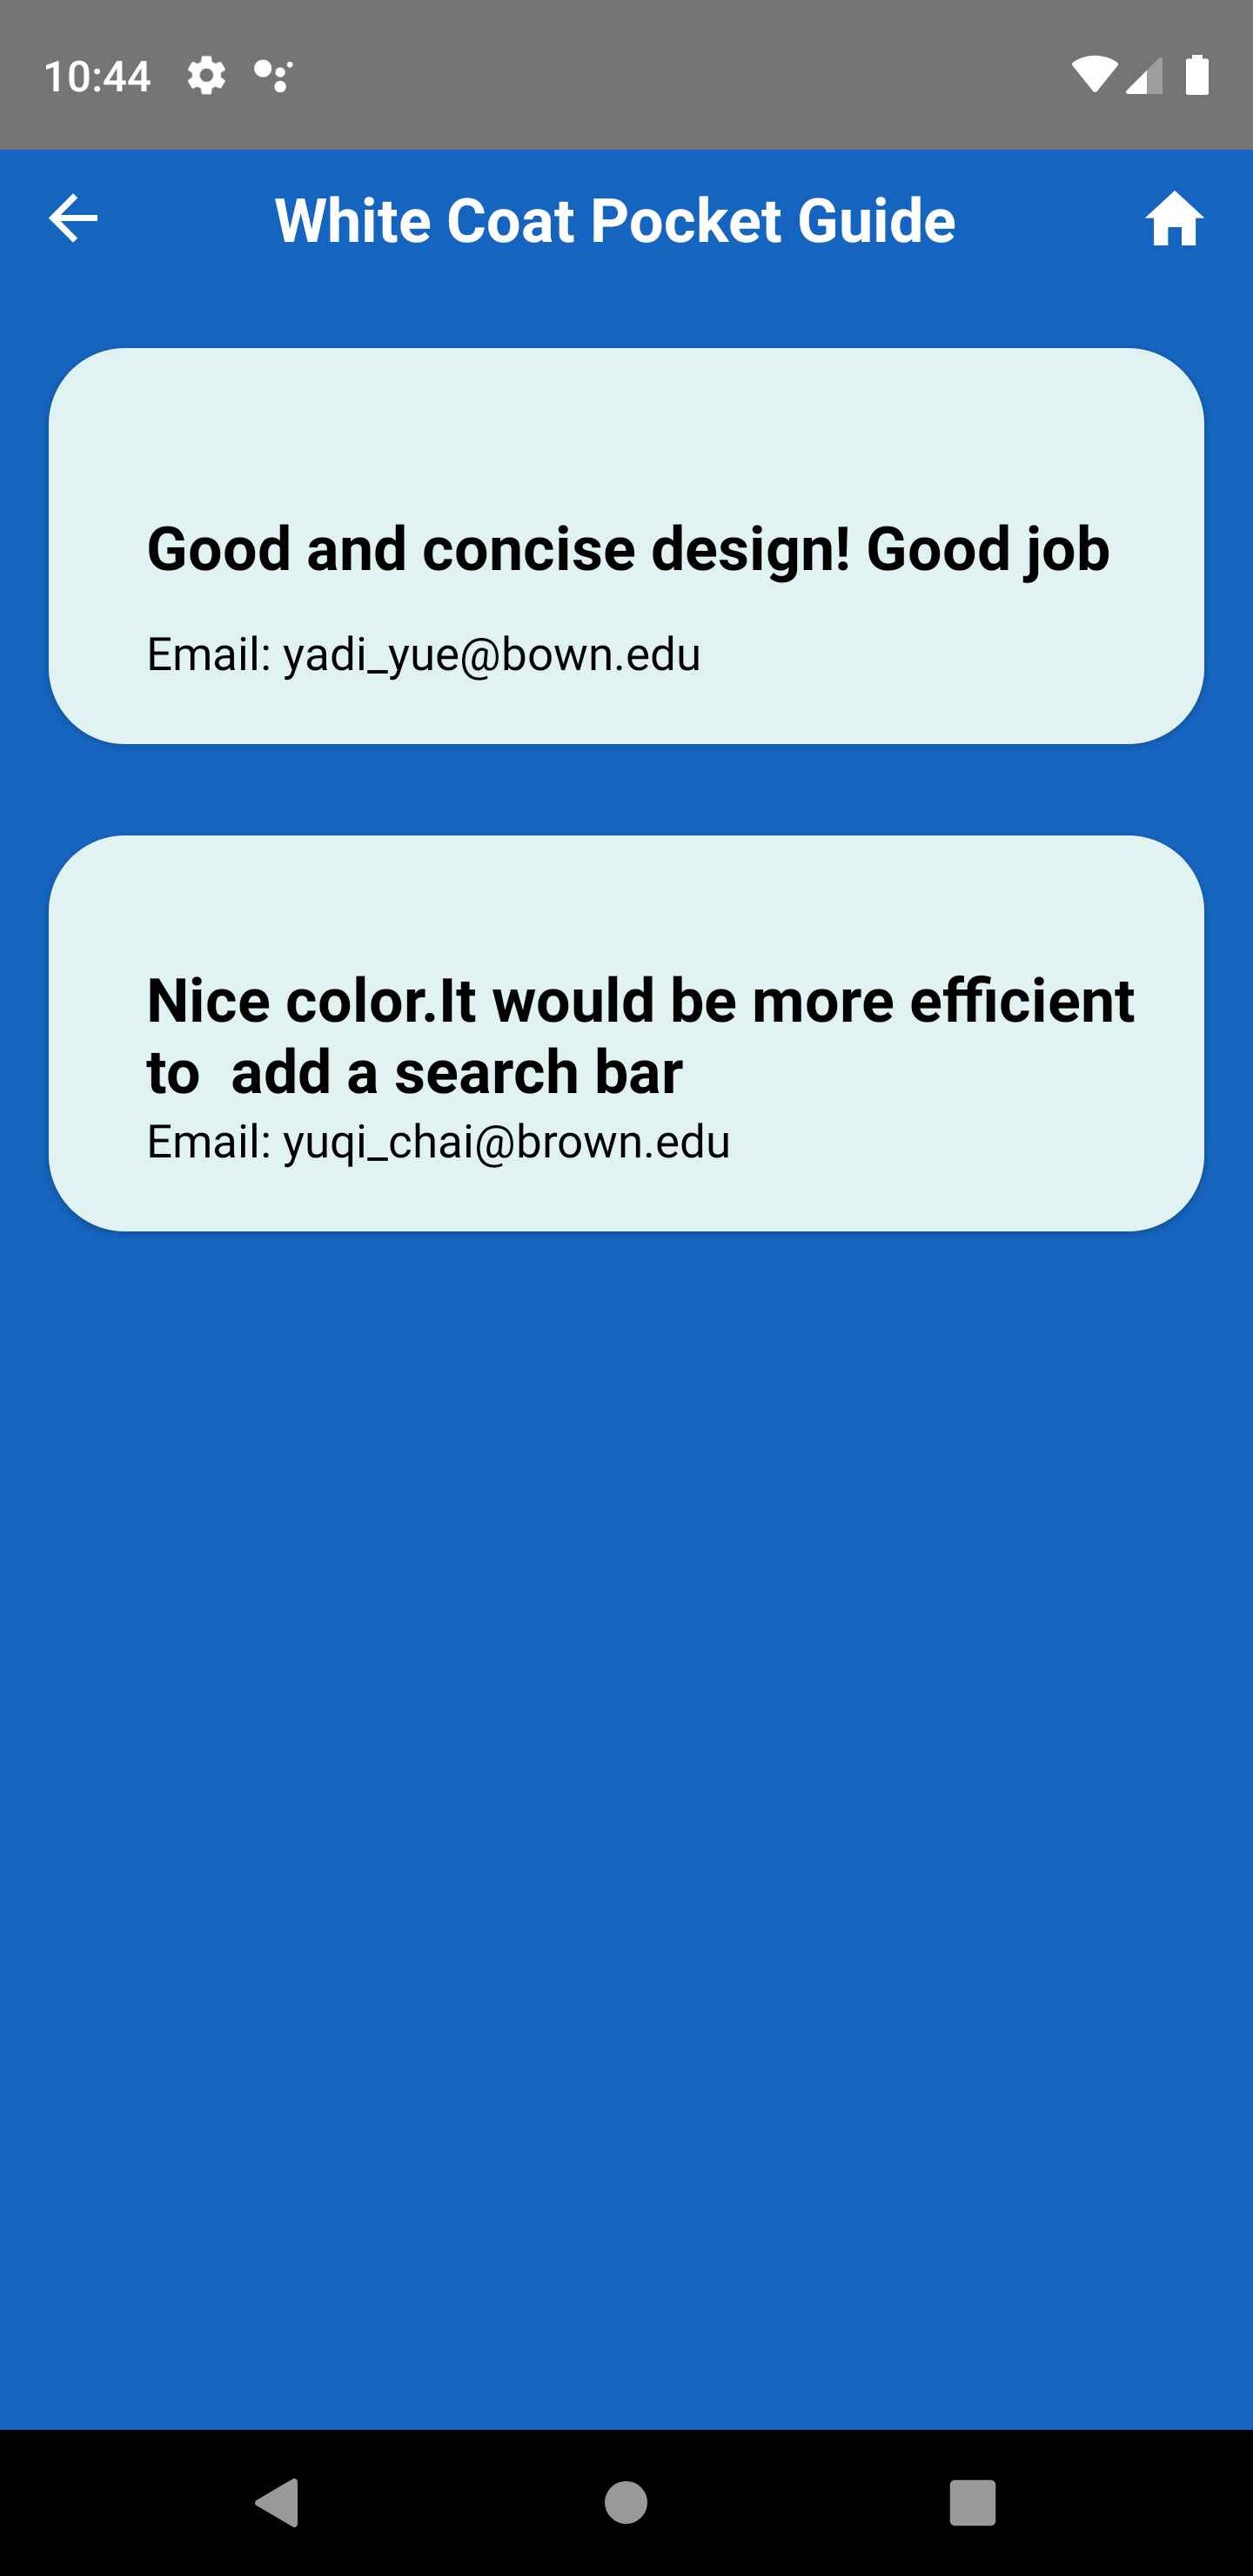 10:44
White Coat Pocket Guide
Good and concise design! Good job
Email: yadi_yue@bown.edu
Nice color.It would be more efficient
to  add a search bar
Email: yuqi_chai@brown.edu